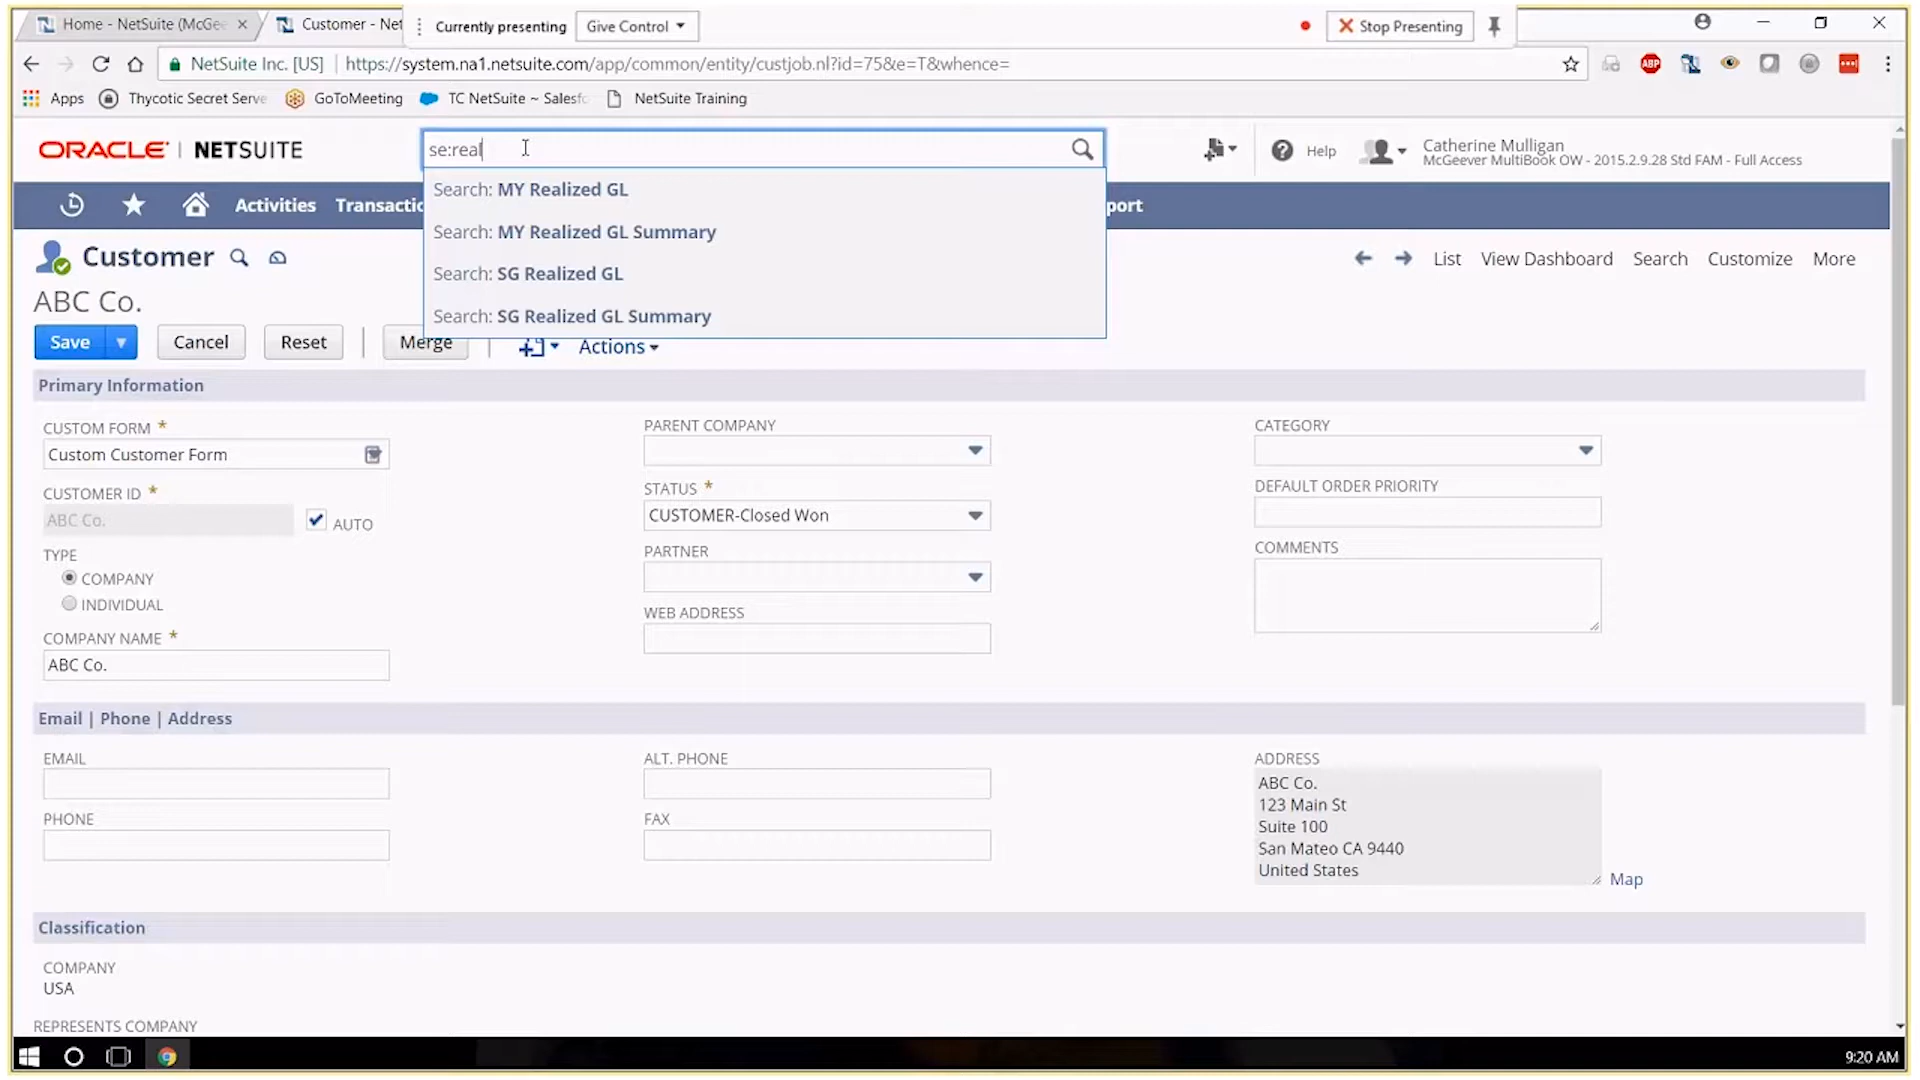 Home - NetSuite (McGee
Customer - Net
Currently presenting
Give Control
Stop Presenting
NetSuite Inc. [US]
https://system.na1.netsuite.com/app/common/entity/custjob.nl?id=75&e=T&whence=
ABP
Apps
Thycotic Secret Serve
GoToMeeting
TC NetSuite ~ Salesfo
NetSuite Training
ORACLE | NETSUITE
se:real
Help
Catherine Mulligan
McGeever MultiBook OW - 2015.2.9.28 Std FAM - Full Access
Search: MY Realized GL
Search: MY Realized GL Summary
Search: SG Realized GL
Search: SG Realized GL Summary
Activities
Transactio
port
Customer
List
View Dashboard
Search
Customize
More
ABC Co.
Save
Cancel
Reset
Merge
Actions
Primary Information
CUSTOM FORM *
Custom Customer Form
CUSTOMER ID *
ABC Co.
AUTO
TYPE
COMPANY
INDIVIDUAL
COMPANY NAME *
ABC Co.
PARENT COMPANY
STATUS *
CUSTOMER-Closed Won
PARTNER
WEB ADDRESS
CATEGORY
DEFAULT ORDER PRIORITY
COMMENTS
Email | Phone | Address
EMAIL
PHONE
ALT. PHONE
FAX
ADDRESS
ABC Co.
123 Main St
Suite 100
San Mateo CA 9440
United States
Map
Classification
COMPANY
USA
REPRESENTS COMPANY
9:20 AM